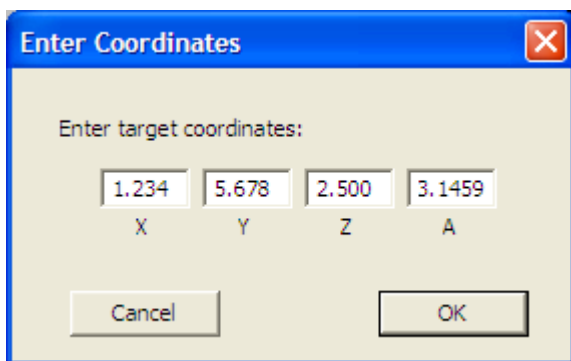 Enter Coordinates
Enter target coordinates:
1.234 5.678 2.500 3.1459
X Y Z A
Cancel OK